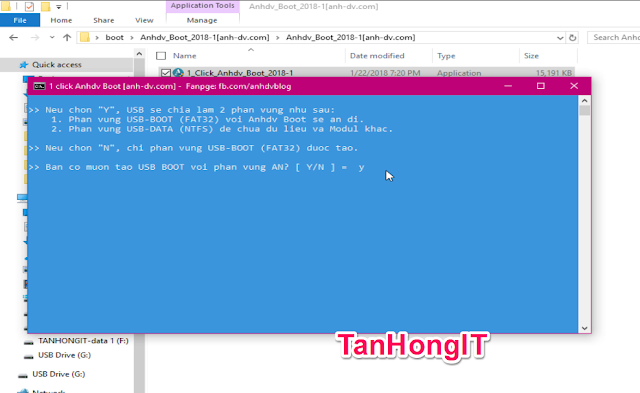 Application Tools
Anhdv_Boot_2018-1[anh-dv.com]
File
Home
Share
View
Manage
boot
Anhdv_Boot_2018-1[anh-dv.com]
Anhdv_Boot_2018-1[anh-dv.com]
Search Anhd
Name
Date modified
Type
Size
Quick access
1_Click_Anhdv_Boot_2018-1
1/22/2018 7:20 PM
Application
15,191 KB
1 click Anhdv Boot [anh-dv.com] - Fanpge: fb.com/anhdvblog
>> Neu chon "Y", USB se chia lam 2 phan vung nhu sau:
1. Phan vung USB-BOOT (FAT32) voi Anhdv Boot se an di.
2. Phan vung USB-DATA (NTFS) de chua du lieu va Modul khac.
>> Neu chon "N", chi phan vung USB-BOOT (FAT32) duoc tao.
>> Ban co muon tao USB BOOT voi phan vung AN? [ Y/N ] = y
TANHONGIT-data 1 (F:)
USB Drive (G:)
USB Drive (G:)
Network
TanHongIT